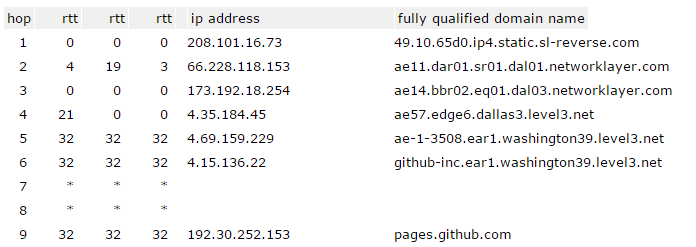 hop rtt rtt rtt ip address fully qualified domain name
1 0 0 0 208.101.16.73 49.10.65d0.ip4.static.sl-reverse.com
2 4 19 3 66.228.118.153 ae11.dar01.sr01.dal01.networklayer.com
3 0 0 0 173.192.18.254 ae14.bbr02.eq01.dal03.networklayer.com
4 21 0 0 4.35.184.45 ae57.edge6.dallas3.level3.net
5 32 32 32 4.69.159.229 ae-1-3508.ear1.washington39.level3.net
6 32 32 32 4.15.136.22 github-inc.ear1.washington39.level3.net
7 * * *
8 * * *
9 32 32 32 192.30.252.153 pages.github.com